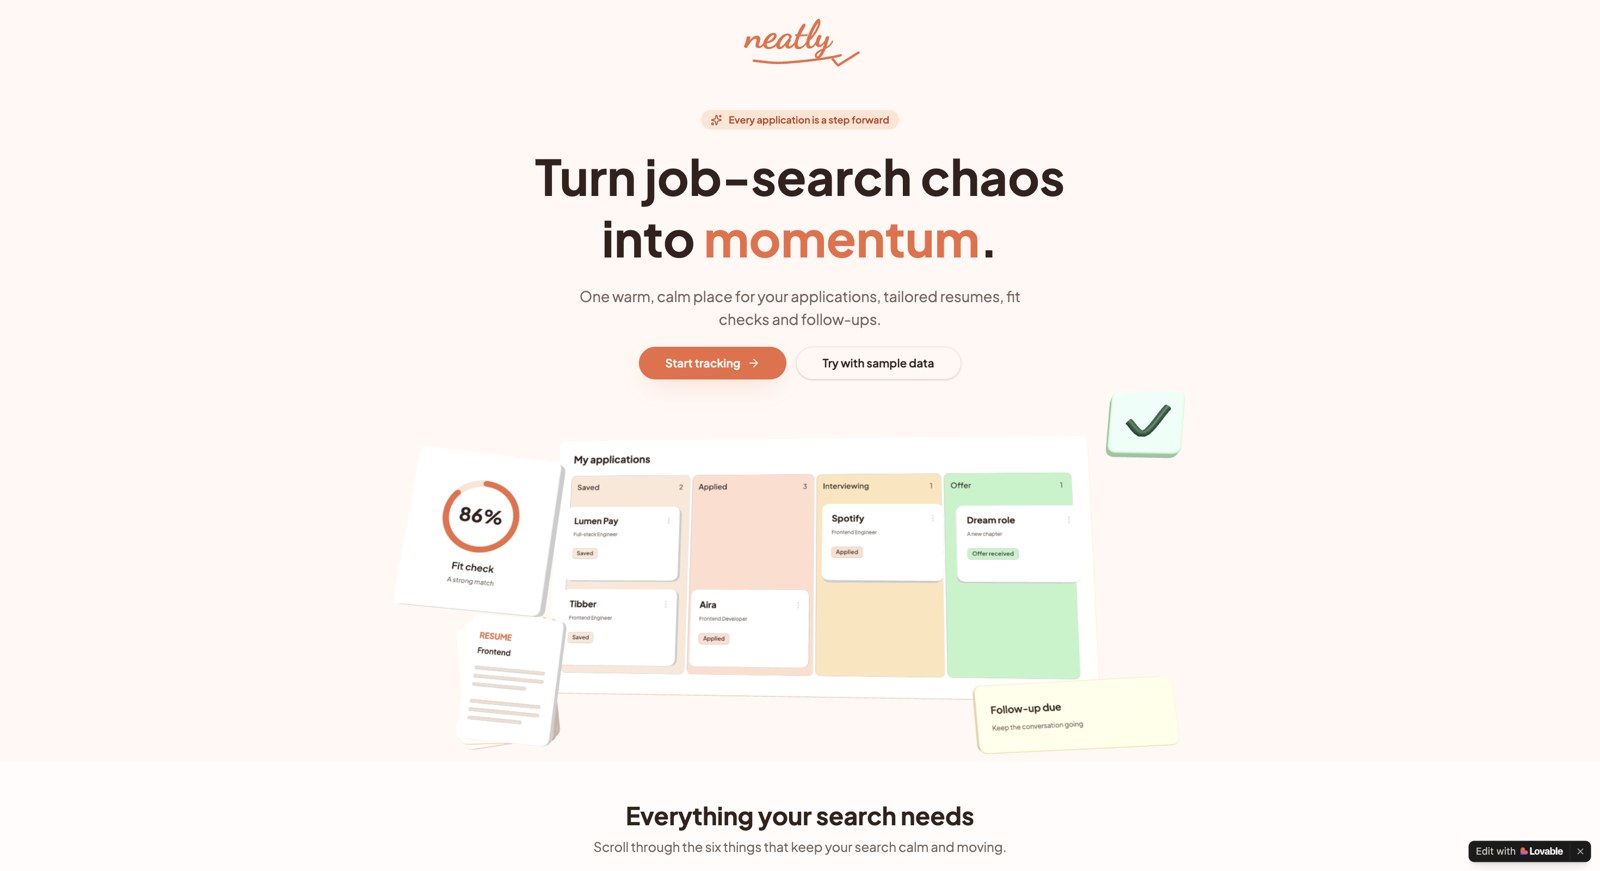 neatly
Every application is a step forward
Turn job-search chaos
into momentum.
One warm, calm place for your applications, tailored resumes, fit
checks and follow-ups.
Start tracking →
Try with sample data
My applications
Saved 2
Applied 3
Interviewing 1
Offer 1
86%
Fit check
A strong match
Lumen Pay
Full-stack Engineer
Saved
Spotify
Frontend Engineer
Applied
Dream role
A new chapter
Offer received
Tibber
Frontend Engineer
Saved
Aira
Frontend Developer
Applied
RESUME
Frontend
Follow-up due
Keep the conversation going
Everything your search needs
Scroll through the six things that keep your search calm and moving.
Edit with Lovable ×